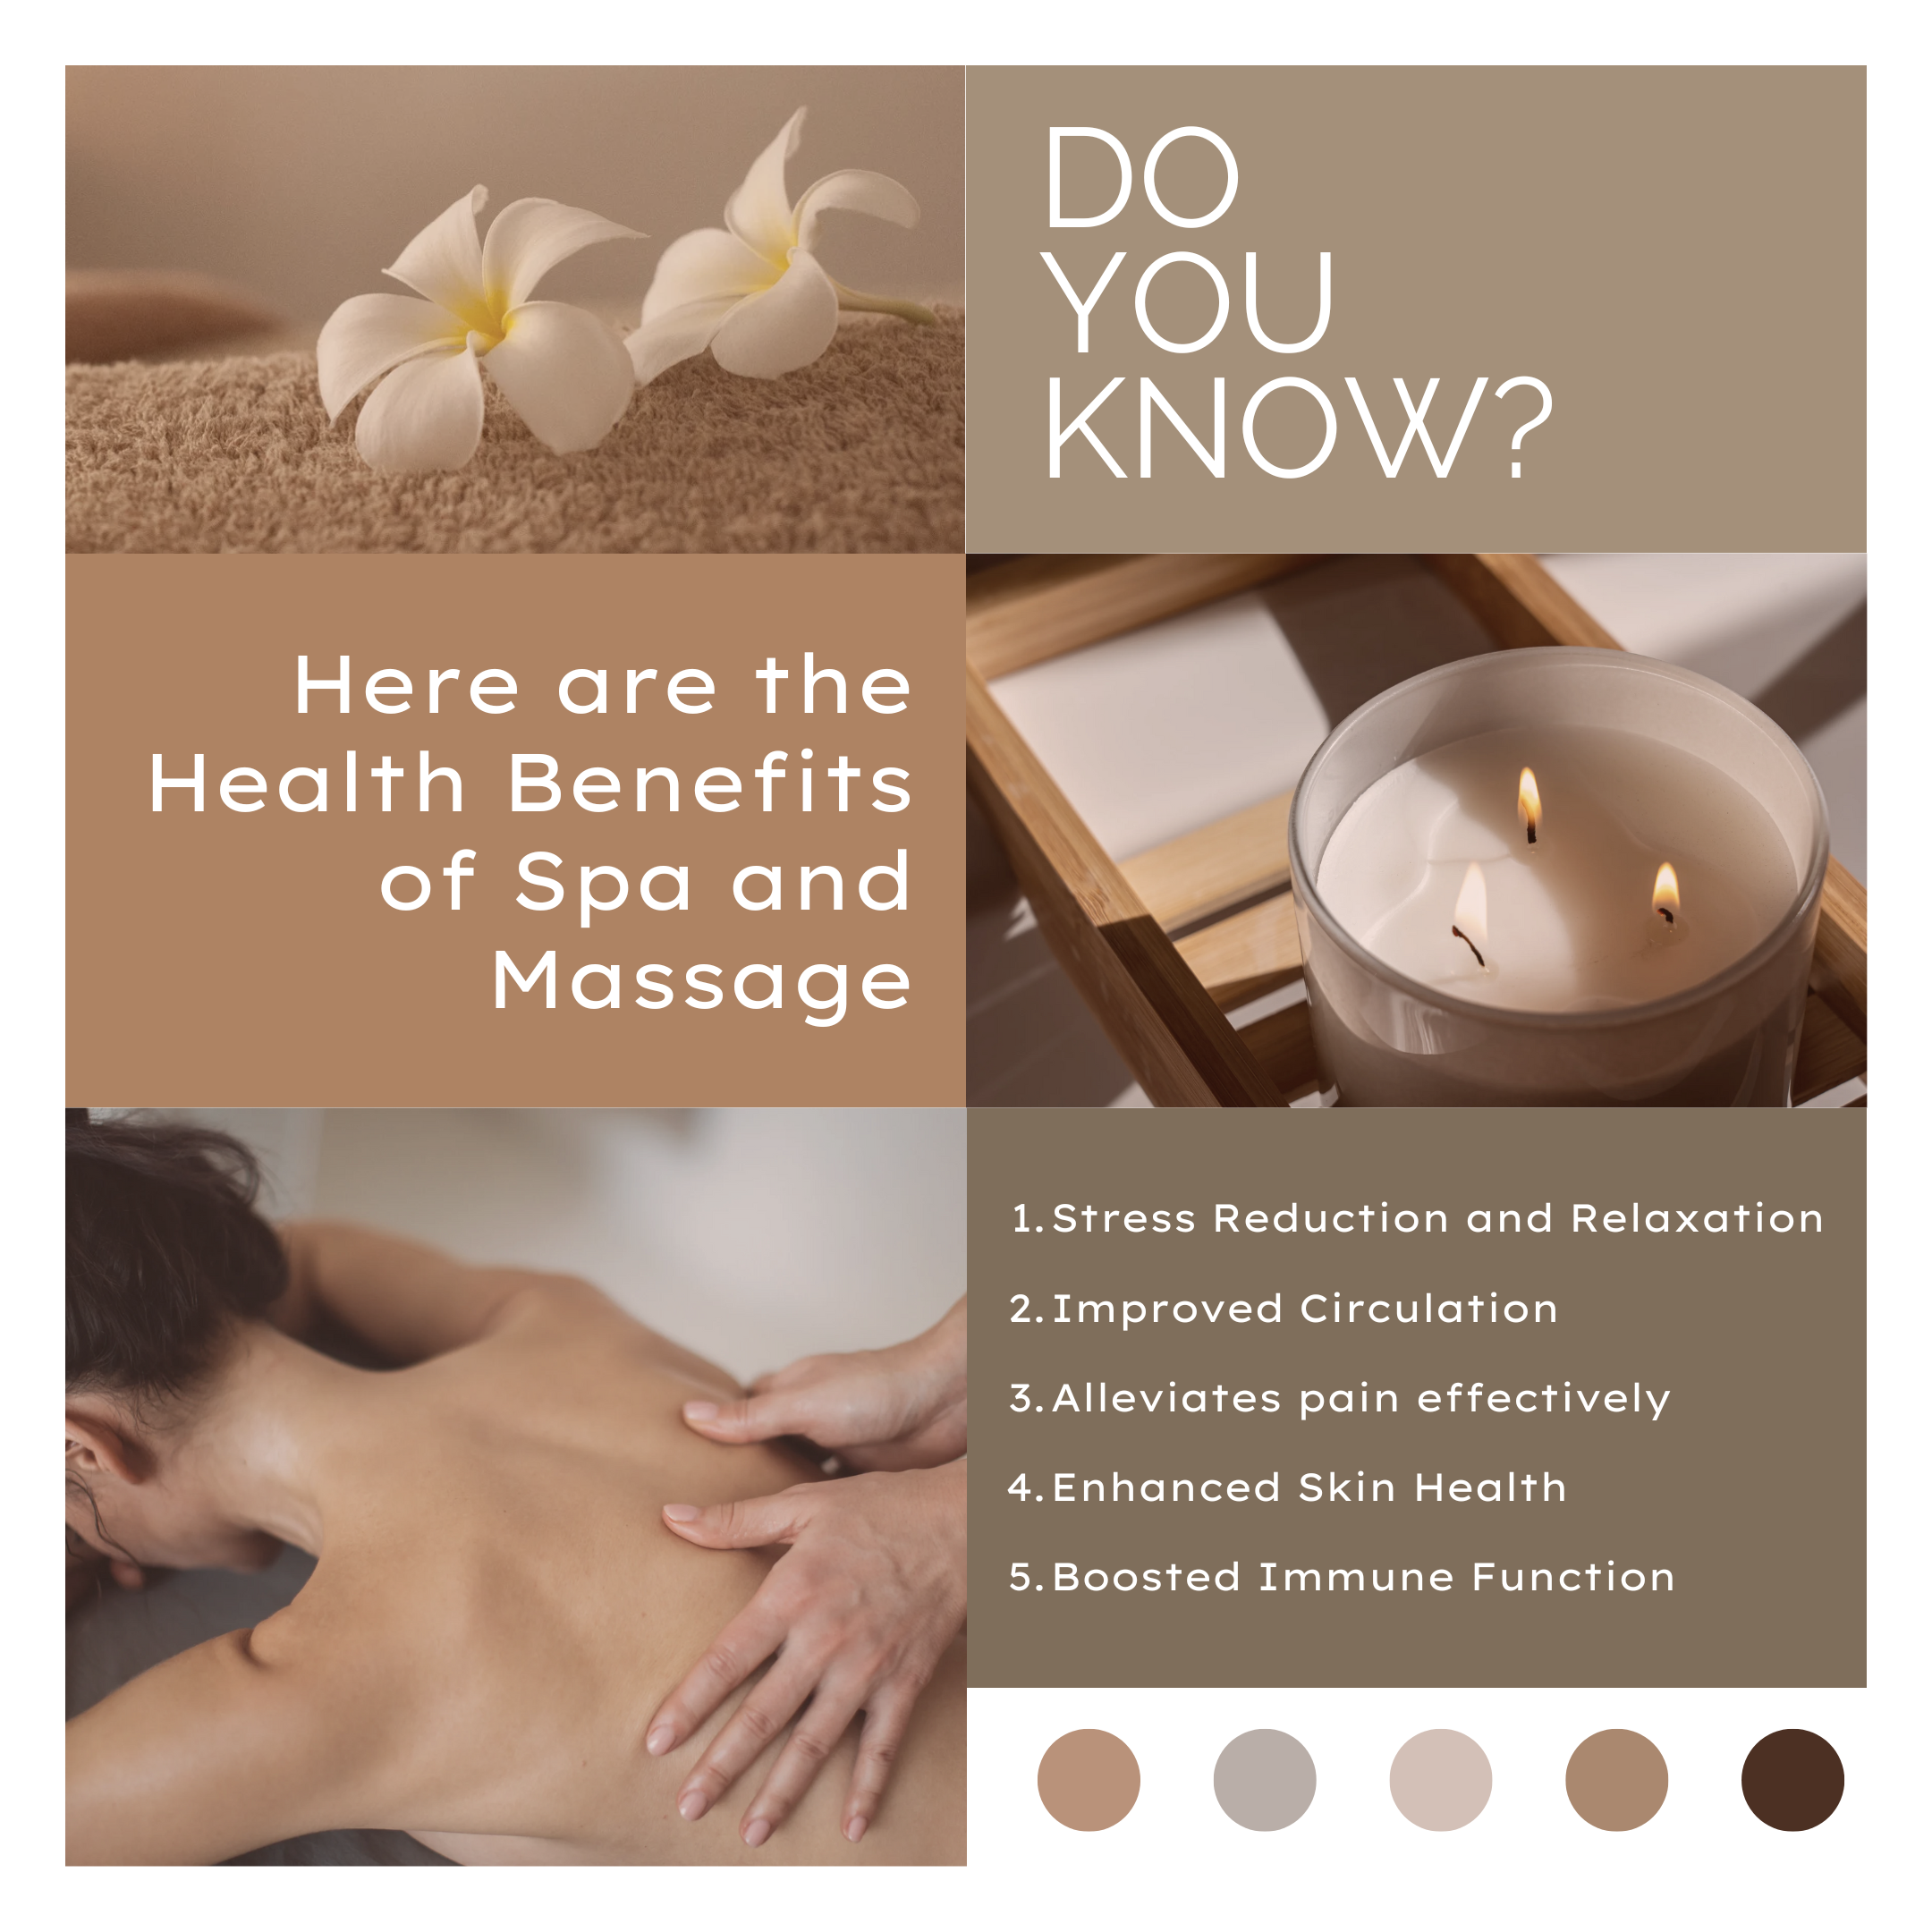 DO
YOU
KNOW?
Here are the
Health Benefits
of Spa and
Massage
1. Stress Reduction and Relaxation
2. Improved Circulation
3. Alleviates pain effectively
4. Enhanced Skin Health
5. Boosted Immune Function